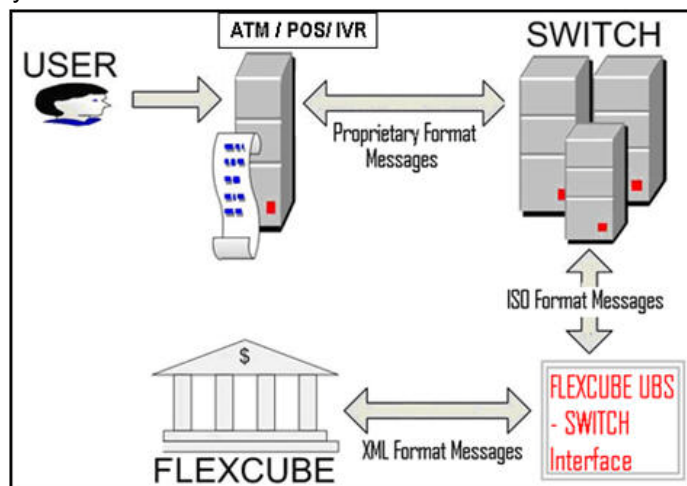 ATM / POS/ IVR
SWITCH
USER
Proprietary Format
Messages
ISO Format Messages
$
FLEXCUBE UBS
- SWITCH
Interface
XML Format Messages
FLEXCUBE